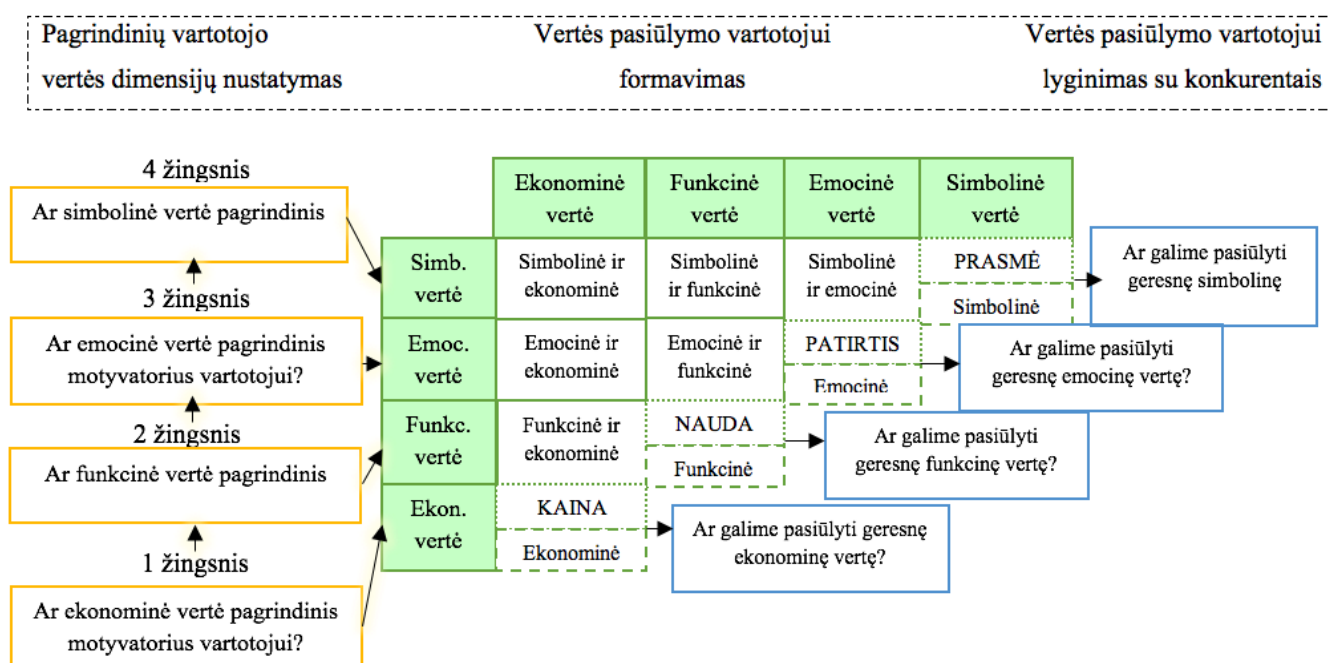 Pagrindinių vartotojo
vertės dimensijų nustatymas
Vertės pasiūlymo vartotojui
formavimas
Vertės pasiūlymo vartotojui
lyginimas su konkurentais
4 žingsnis
Ar simbolinė vertė pagrindinis
3 žingsnis
Ar emocinė vertė pagrindinis
motyvatorius vartotojui?
2 žingsnis
Ar funkcinė vertė pagrindinis
1 žingsnis
Ar ekonominė vertė pagrindinis
motyvatorius vartotojui?
Ekonominė
vertė
Funkcinė
vertė
Emocinė
vertė
Simbolinė
vertė
Simb.
vertė
Simbolinė ir
ekonominė
Simbolinė
ir funkcinė
Simbolinė
ir emocinė
PRASMĖ
Simbolinė
Emoc.
vertė
Emocinė ir
ekonominė
Emocinė ir
funkcinė
PATIRTIS
Emocinė
Funkc.
vertė
Funkcinė ir
ekonominė
NAUDA
Funkcinė
Ekon.
vertė
KAINA
Ekonominė
Ar galime pasiūlyti
geresnę simbolinę
Ar galime pasiūlyti
geresnę emocinę vertę?
Ar galime pasiūlyti
geresnę funkcinę vertę?
Ar galime pasiūlyti geresnę
ekonominę vertę?